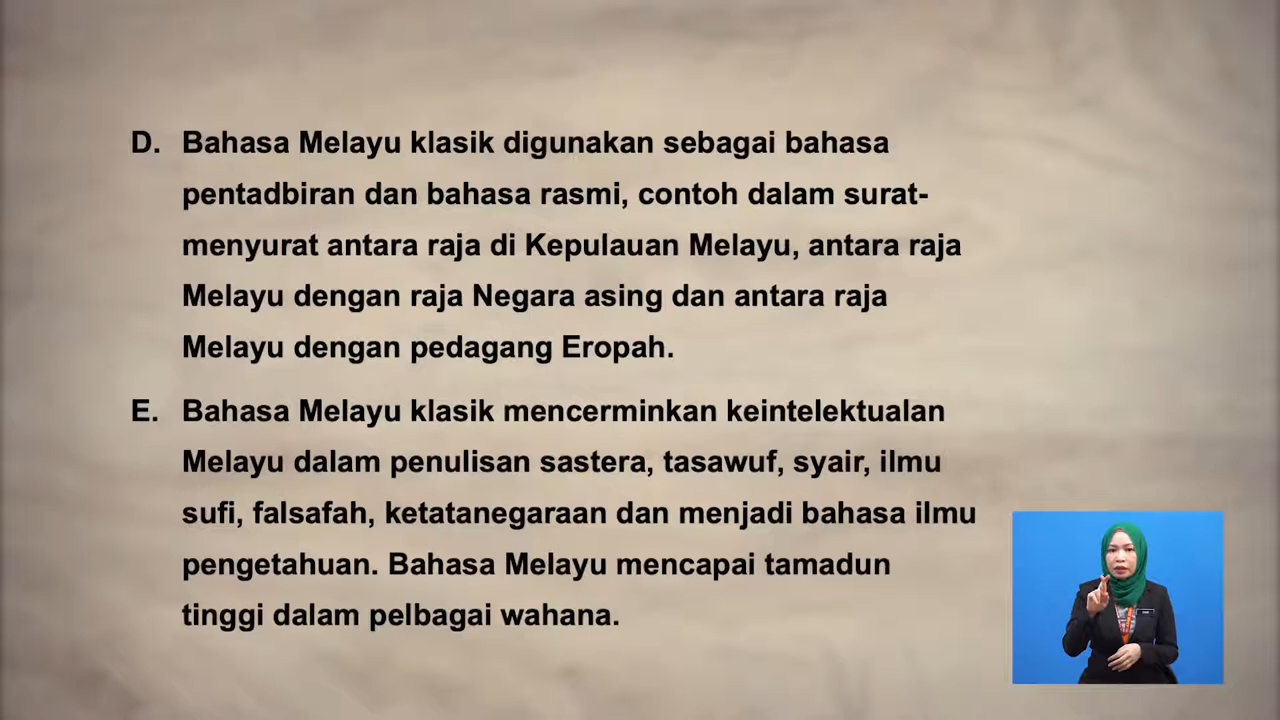 D. Bahasa Melayu klasik digunakan sebagai bahasa
pentadbiran dan bahasa rasmi, contoh dalam surat-
menyurat antara raja di Kepulauan Melayu, antara raja
Melayu dengan raja Negara asing dan antara raja
Melayu dengan pedagang Eropah.
E. Bahasa Melayu klasik mencerminkan keintelektualan
Melayu dalam penulisan sastera, tasawuf, syair, ilmu
sufi, falsafah, ketatanegaraan dan menjadi bahasa ilmu
pengetahuan. Bahasa Melayu mencapai tamadun
tinggi dalam pelbagai wahana.